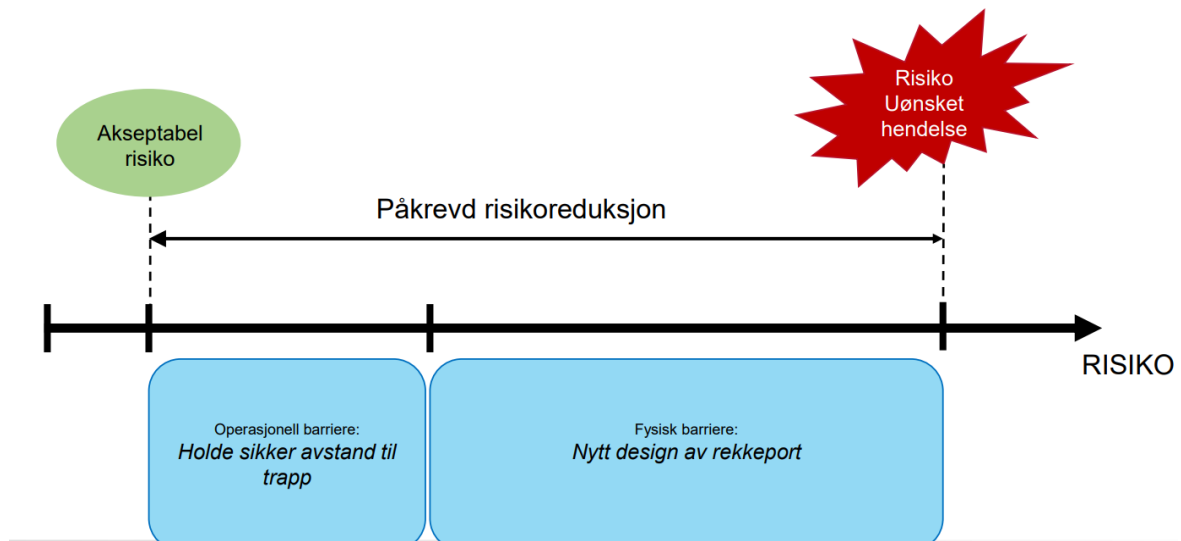 Risiko
Uønsket
hendelse
Akseptabel
risiko
Påkrevd risikoreduksjon
RISIKO
Operasjonell barriere:
Holde sikker avstand til
trapp
Fysisk barriere:
Nytt design av rekkeport